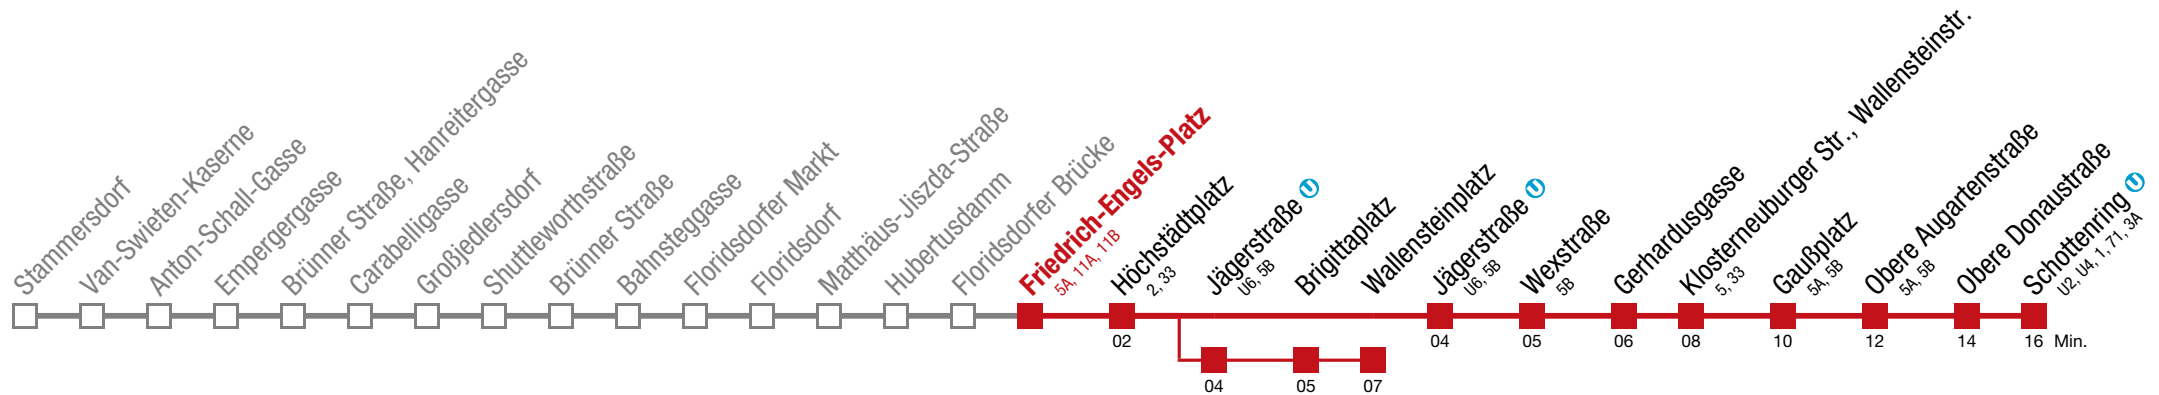 Stammersdorf
Van-Swieten-Kaserne
Anton-Schall-Gasse
Empergergasse
Brünner Straße, Hanreitergasse
Carabelligasse
Großjedlersdorf
Shuttleworthstraße
Brünner Straße
Bahnsteggasse
Floridsdorfer Markt
Floridsdorf
Matthäus-Jiszda-Straße
Hubertusdamm
Floridsdorfer Brücke
Friedrich-Engels-Platz
5A, 11A, 11B
Höchstädtplatz
2, 33
Jägerstraße U
U6, 5B
Brigittaplatz
Wallensteinplatz
Jägerstraße U
U6, 5B
Wexstraße
5B
Gerhardusgasse
Klosterneuburger Str., Wallensteinstr.
5, 33
Gaußplatz
5A, 5B
Obere Augartenstraße
5A, 5B
Obere Donaustraße
Schottenring U
U2, U4, 1, 71, 3A
02 04 05 06 08 10 12 14 16 Min.
04 05 07